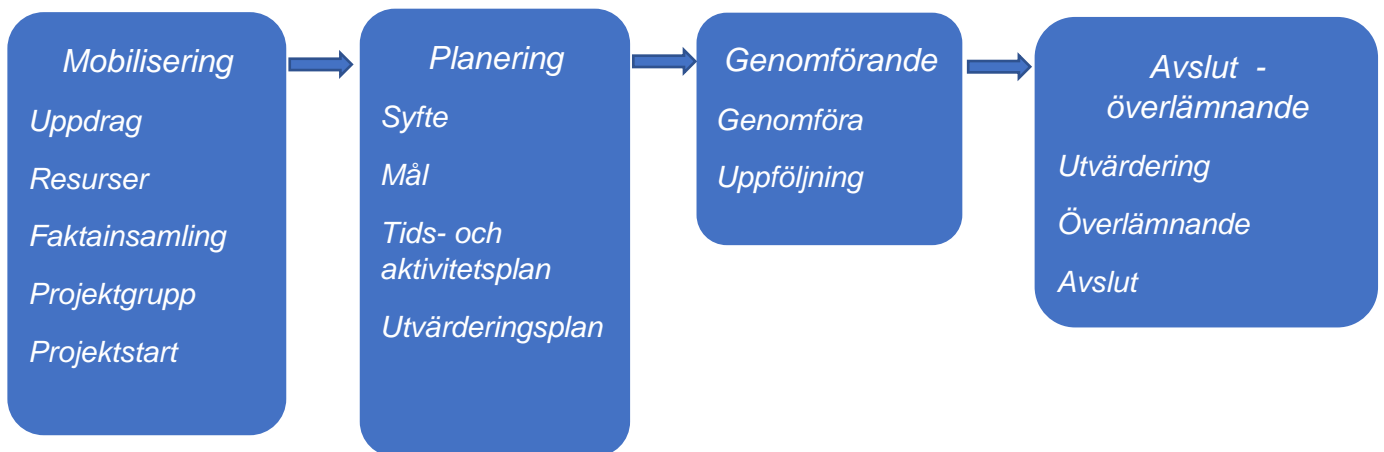 Mobilisering
Uppdrag
Resurser
Faktainsamling
Projektgrupp
Projektstart
Planering
Syfte
Mål
Tids- och
aktivitetsplan
Utvärderingsplan
Genomförande
Genomföra
Uppföljning
Avslut -
överlämnande
Utvärdering
Överlämnande
Avslut